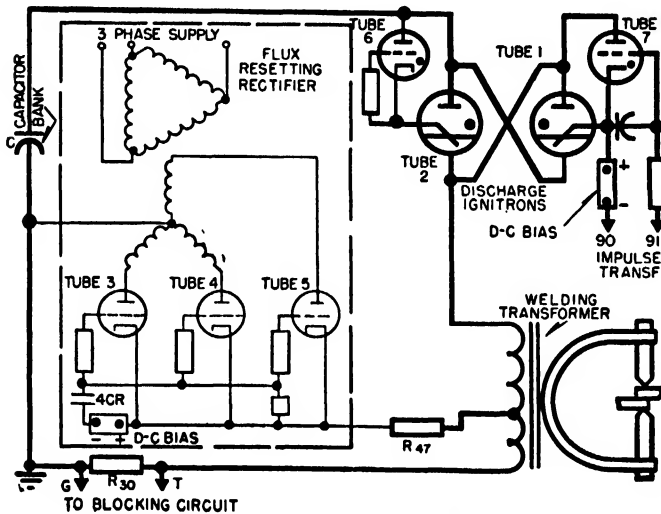 3 PHASE SUPPLY
FLUX
RESETTING
RECTIFIER
CAPACITOR
BANK
C
TUBE
6
TUBE 1
TUBE
7
TUBE
2
DISCHARGE
IGNITRONS
D-C BIAS
+
-
90
91
IMPULSE
TRANSF
TUBE 3
TUBE 4
TUBE 5
WELDING
TRANSFORMER
4CR
- +
D-C BIAS
R47
R30
G
T
TO BLOCKING CIRCUIT